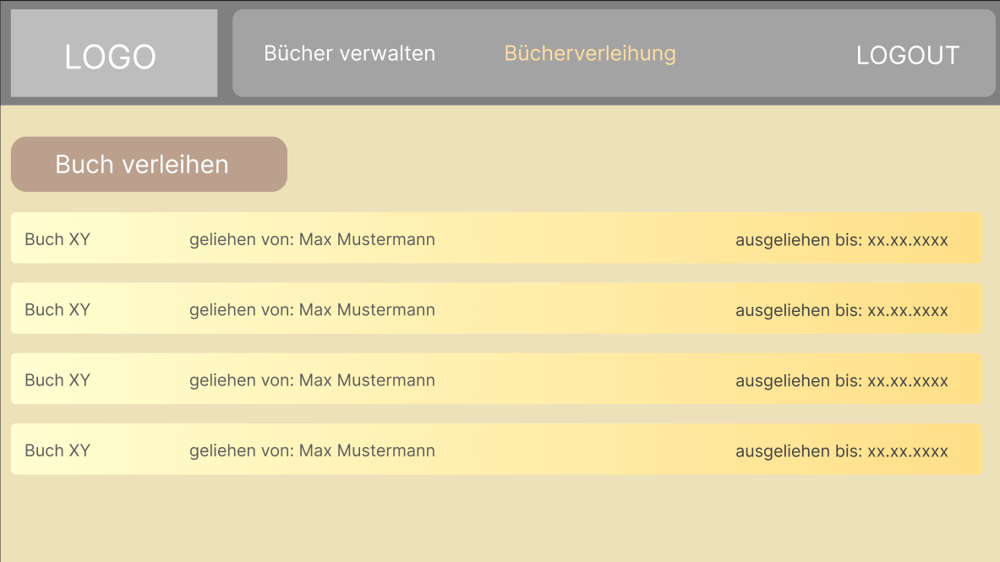 LOGO
Bücher verwalten
Bücherverleihung
LOGOUT
Buch verleihen
Buch XY geliehen von: Max Mustermann ausgeliehen bis: xx.xx.xxxx
Buch XY geliehen von: Max Mustermann ausgeliehen bis: xx.xx.xxxx
Buch XY geliehen von: Max Mustermann ausgeliehen bis: xx.xx.xxxx
Buch XY geliehen von: Max Mustermann ausgeliehen bis: xx.xx.xxxx